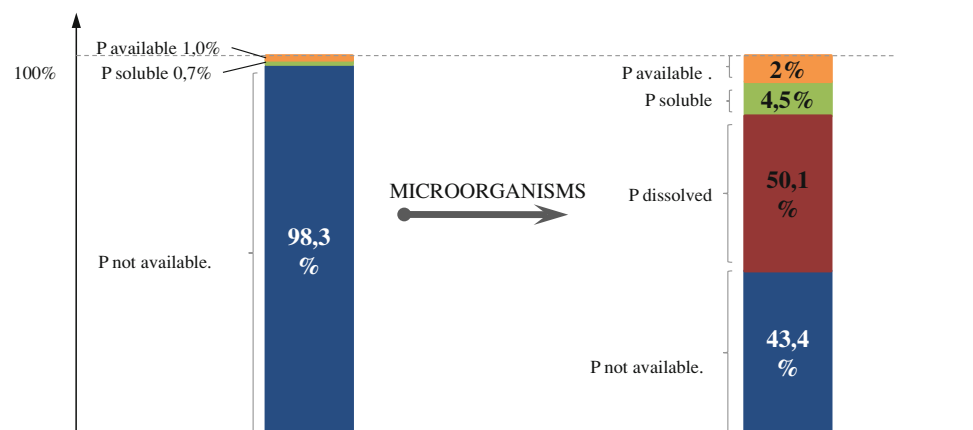 P available 1,0%
P soluble 0,7%
100%
P not available.
98,3
%
MICROORGANISMS
P available .
2%
P soluble
4,5%
P dissolved
50,1
%
P not available.
43,4
%